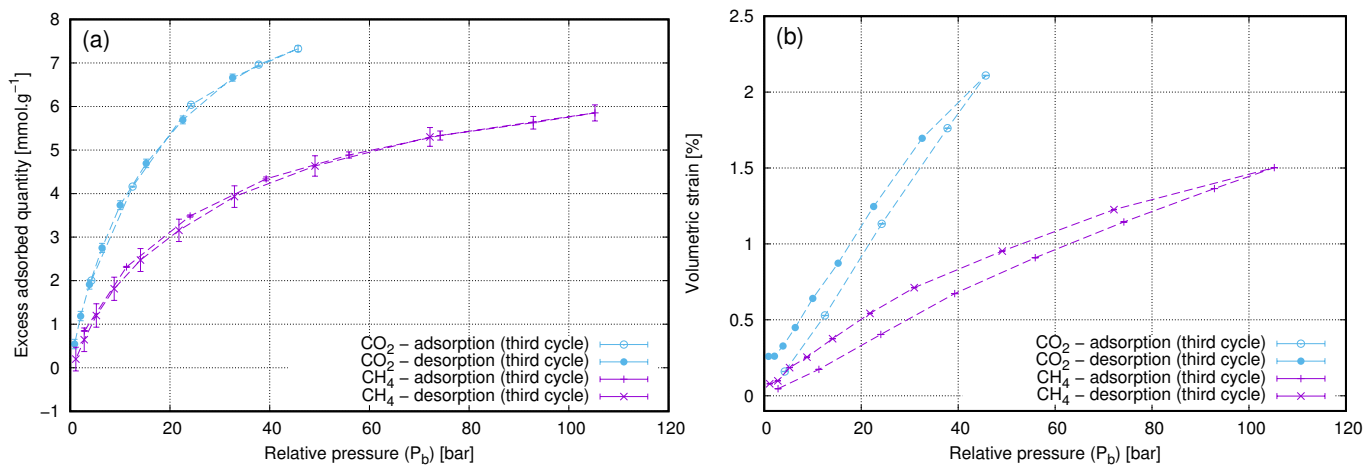 (a)
Excess adsorbed quantity [mmol.g⁻¹]
8
7
6
5
4
3
2
1
0
−1
CO₂ − adsorption (third cycle)
CO₂ − desorption (third cycle)
CH₄ − adsorption (third cycle)
CH₄ − desorption (third cycle)
0 20 40 60 80 100 120
Relative pressure (P_b) [bar]
(b)
Volumetric strain [%]
2.5
2
1.5
1
0.5
0
CO₂ − adsorption (third cycle)
CO₂ − desorption (third cycle)
CH₄ − adsorption (third cycle)
CH₄ − desorption (third cycle)
0 20 40 60 80 100 120
Relative pressure (P_b) [bar]